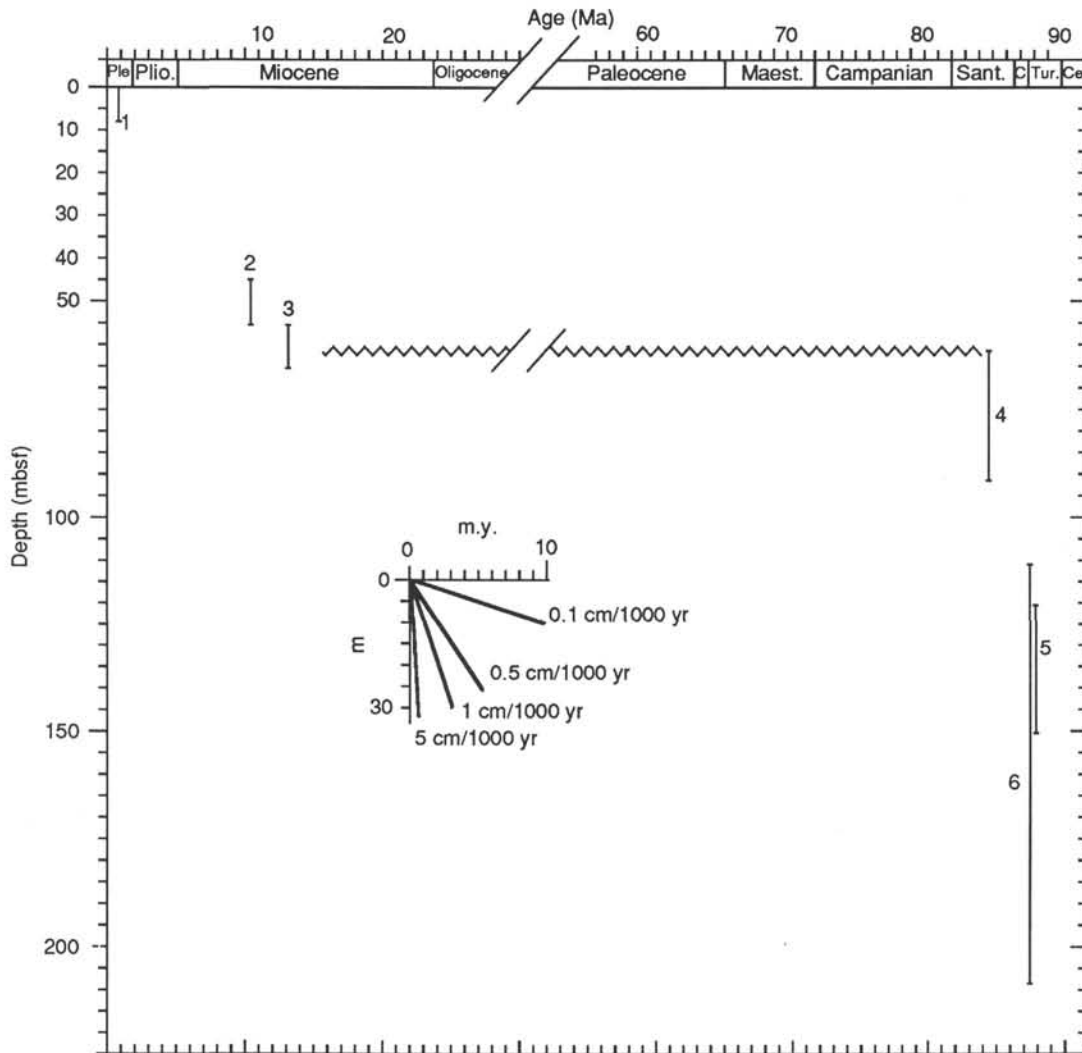 Age (Ma)
10 20 60 70 80 90
Ple Plio. Miocene Oligocene Paleocene Maest. Campanian Sant. C Tur. Ce
0
1
10
20
30
40
2
50
3
4
Depth (mbsf)
100
m.y.
0 10
0
0.1 cm/1000 yr
m
0.5 cm/1000 yr
30
1 cm/1000 yr
5 cm/1000 yr
5
150
6
200